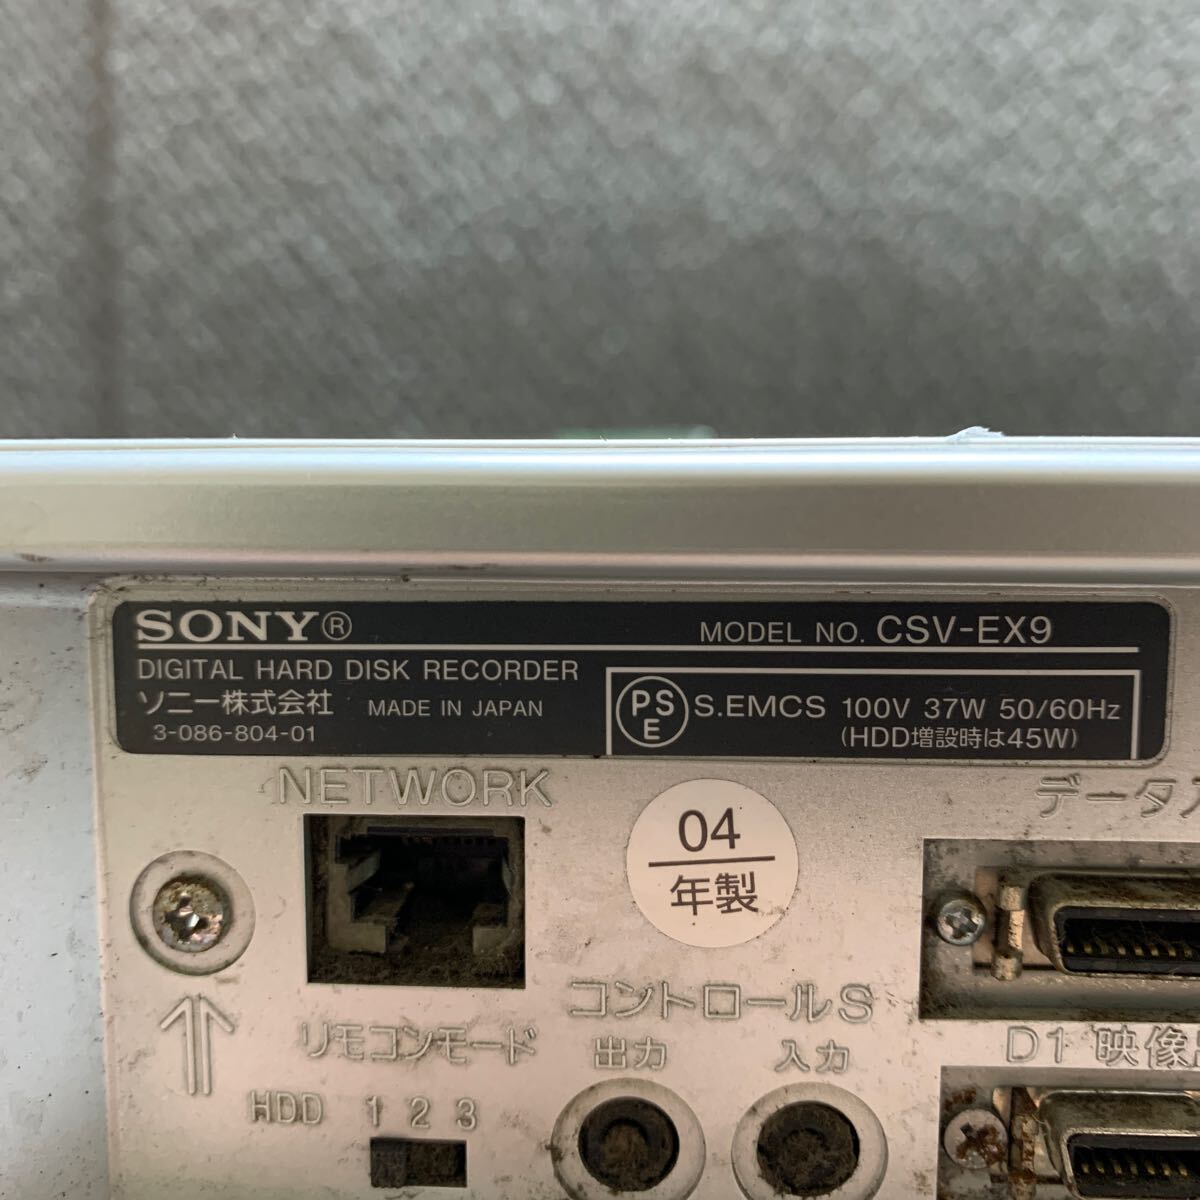 SONY®
MODEL NO. CSV-EX9
DIGITAL HARD DISK RECORDER
ソニー株式会社 MADE IN JAPAN
3-086-804-01
PS
E
S.EMCS 100V 37W 50/60Hz
(HDD増設時は45W)
NETWORK
04
年製
データ
コントロールS
出力 入力
リモコンモード
HDD 1 2 3
D1 映像